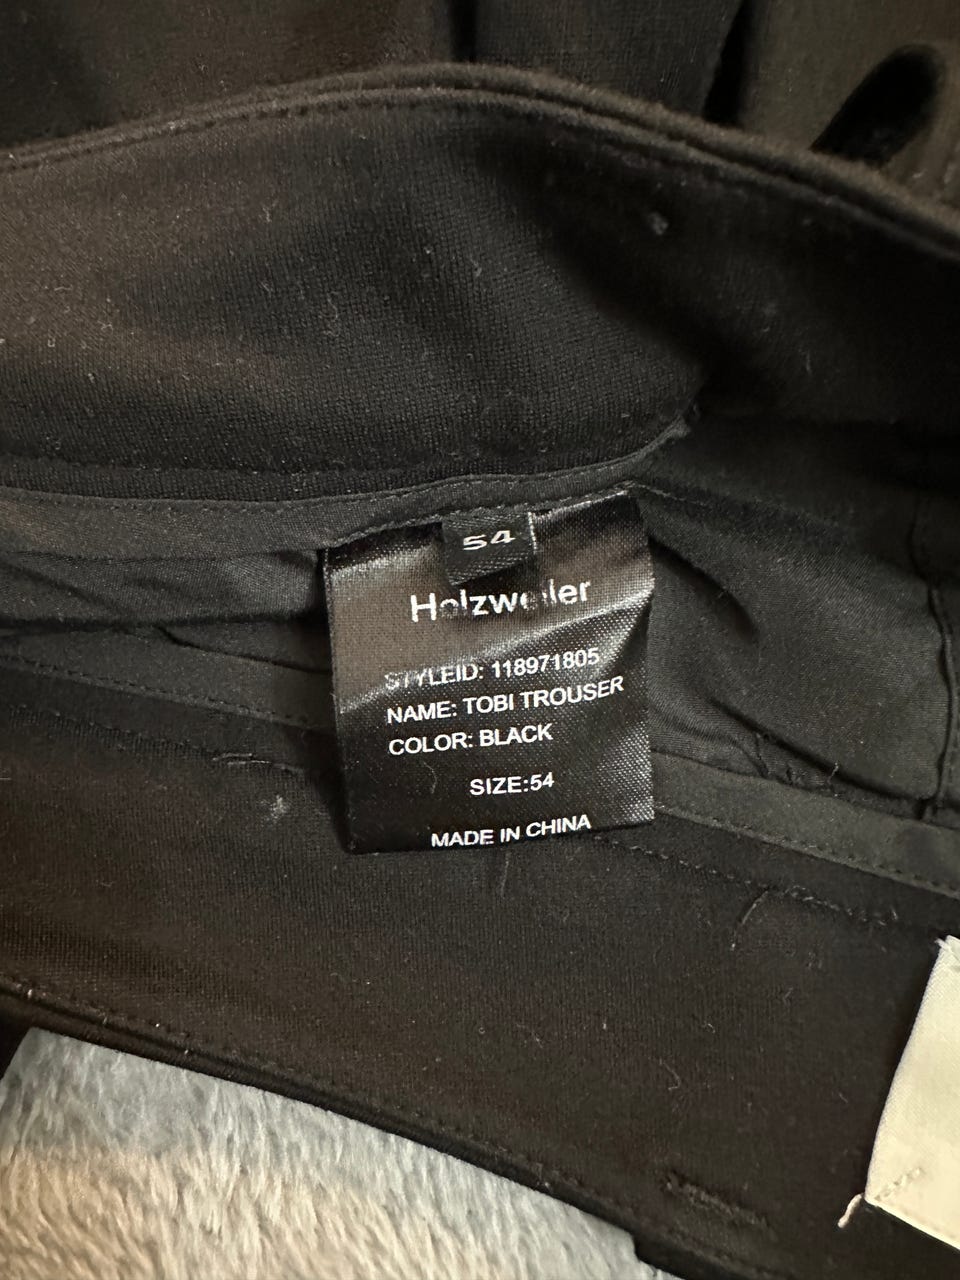 54
Holzweiler
STYLEID: 118971805
NAME: TOBI TROUSER
COLOR: BLACK
SIZE:54
MADE IN CHINA